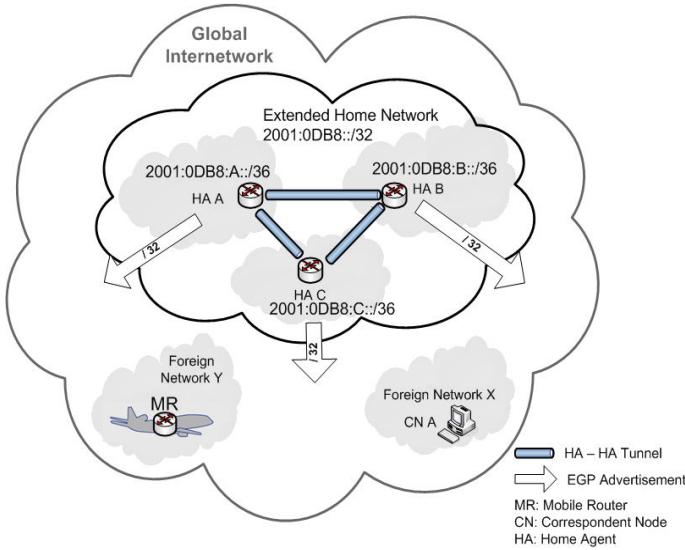 Global
Internetwork
Extended Home Network
2001:0DB8::/32
2001:0DB8:A::/36
HA A
2001:0DB8:B::/36
HA B
/ 32
/ 32
HA C
2001:0DB8:C::/36
/ 32
Foreign
Network Y
MR
Foreign Network X
CN A
HA – HA Tunnel
EGP Advertisement
MR: Mobile Router
CN: Correspondent Node
HA: Home Agent